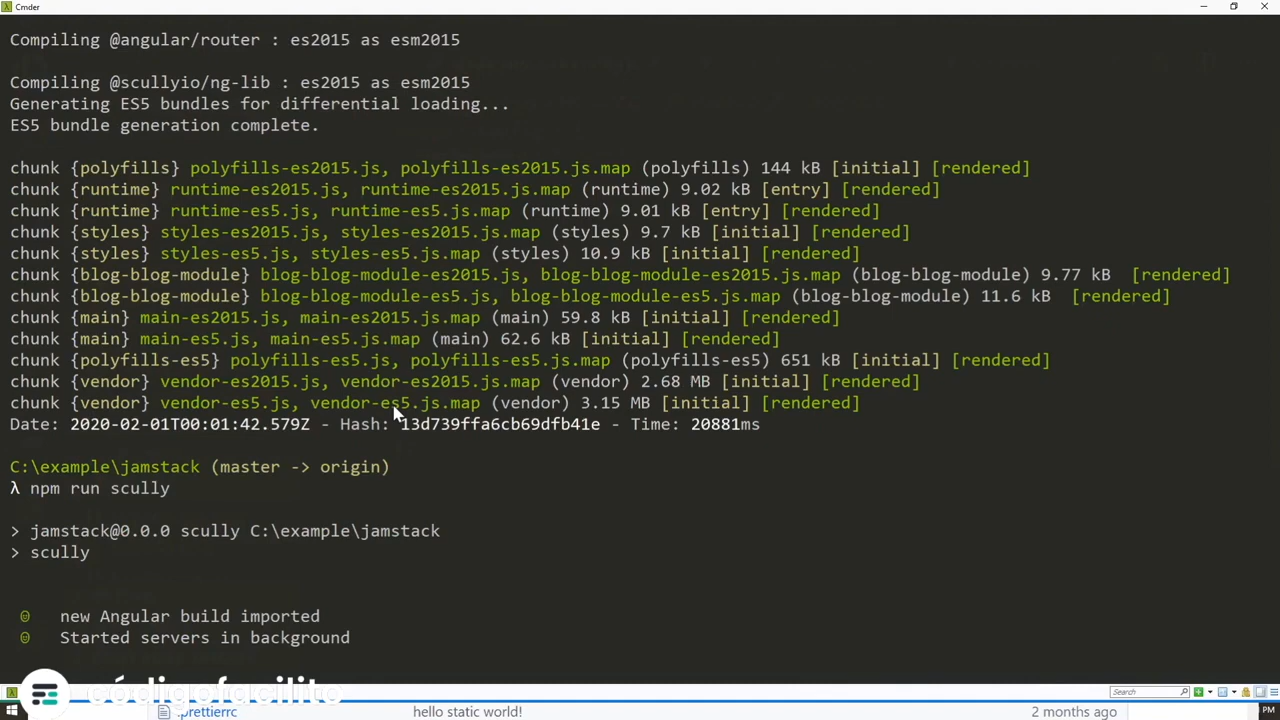 Cmder
Compiling @angular/router : es2015 as esm2015
Compiling @scullyio/ng-lib : es2015 as esm2015
Generating ES5 bundles for differential loading...
ES5 bundle generation complete.
chunk {polyfills} polyfills-es2015.js, polyfills-es2015.js.map (polyfills) 144 kB [initial] [rendered]
chunk {runtime} runtime-es2015.js, runtime-es2015.js.map (runtime) 9.02 kB [entry] [rendered]
chunk {runtime} runtime-es5.js, runtime-es5.js.map (runtime) 9.01 kB [entry] [rendered]
chunk {styles} styles-es2015.js, styles-es2015.js.map (styles) 9.7 kB [initial] [rendered]
chunk {styles} styles-es5.js, styles-es5.js.map (styles) 10.9 kB [initial] [rendered]
chunk {blog-blog-module} blog-blog-module-es2015.js, blog-blog-module-es2015.js.map (blog-blog-module) 9.77 kB [rendered]
chunk {blog-blog-module} blog-blog-module-es5.js, blog-blog-module-es5.js.map (blog-blog-module) 11.6 kB [rendered]
chunk {main} main-es2015.js, main-es2015.js.map (main) 59.8 kB [initial] [rendered]
chunk {main} main-es5.js, main-es5.js.map (main) 62.6 kB [initial] [rendered]
chunk {polyfills-es5} polyfills-es5.js, polyfills-es5.js.map (polyfills-es5) 651 kB [initial] [rendered]
chunk {vendor} vendor-es2015.js, vendor-es2015.js.map (vendor) 2.68 MB [initial] [rendered]
chunk {vendor} vendor-es5.js, vendor-es5.js.map (vendor) 3.15 MB [initial] [rendered]
Date: 2020-02-01T00:01:42.579Z - Hash: 13d739ffa6cb69dfb41e - Time: 20881ms
C:\example\jamstack (master -> origin)
λ npm run scully
> jamstack@0.0.0 scully C:\example\jamstack
> scully
new Angular build imported
Started servers in background
códigofacilito
Search
.prettierrc hello static world! 2 months ago PM